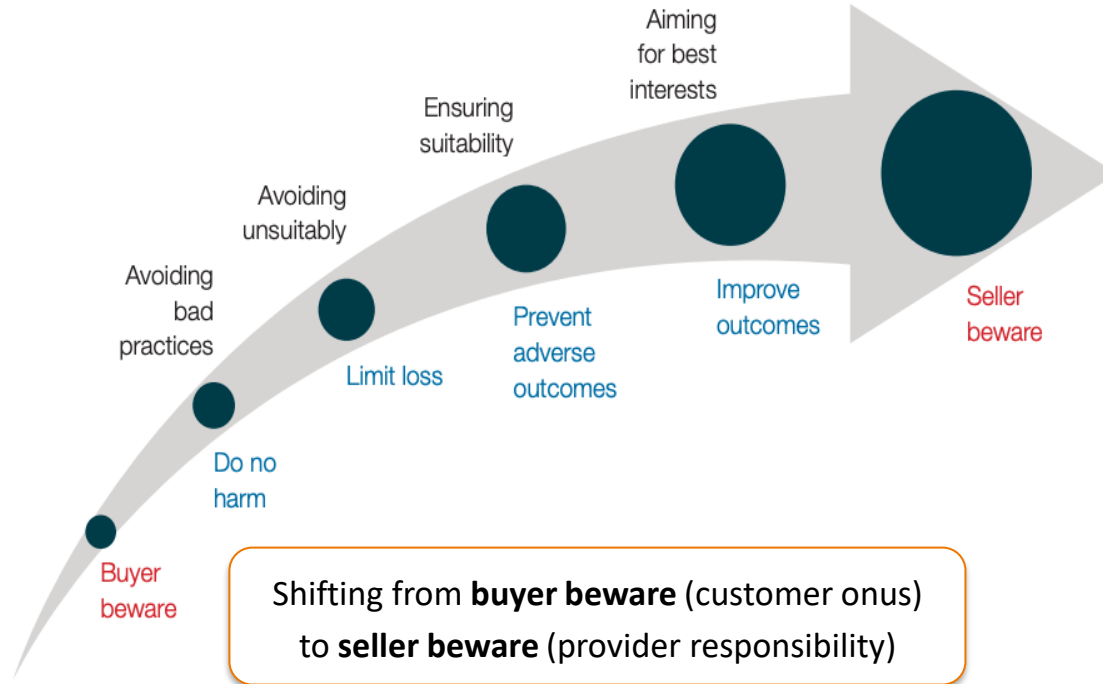 Aiming
for best
interests
Ensuring
suitability
Avoiding
unsuitably
Avoiding
bad
practices
Buyer
beware
Do no
harm
Limit loss
Prevent
adverse
outcomes
Improve
outcomes
Seller
beware
Shifting from buyer beware (customer onus)
to seller beware (provider responsibility)